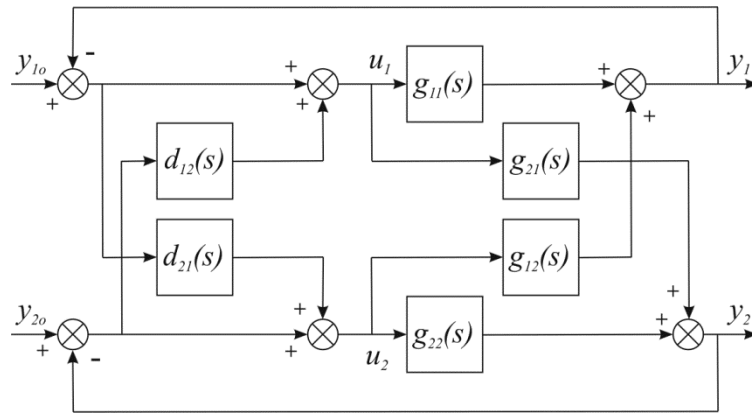 -
y₁ₒ + + + u₁ g₁₁(s) + y₁
+
d₁₂(s) g₂₁(s)
d₂₁(s) g₁₂(s)
+ +
y₂ₒ + - + u₂ g₂₂(s) + y₂